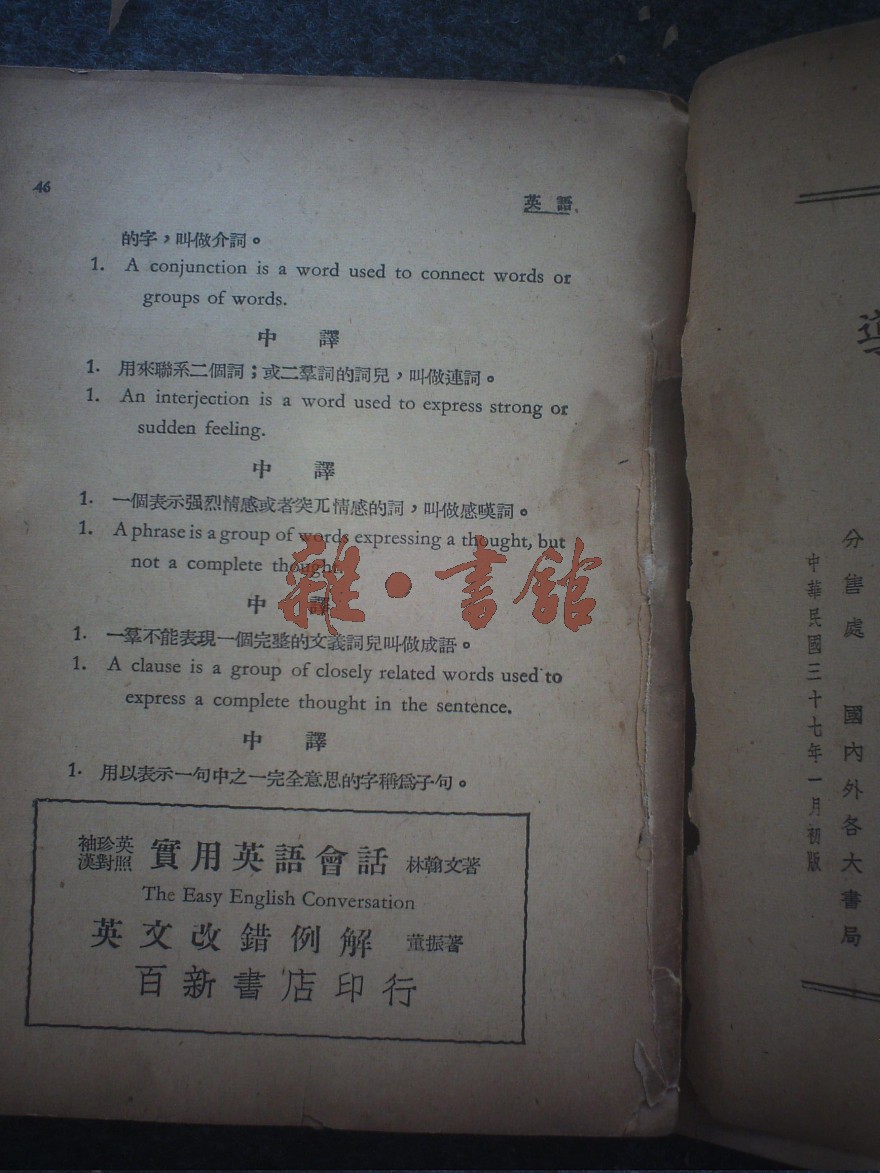 46
英語
的字，叫做介詞。
1. A conjunction is a word used to connect words or
groups of words.
中 譯
1. 用來聯系二個詞；或二羣詞的詞兒，叫做連詞。
1. An interjection is a word used to express strong or
sudden feeling.
中 譯
1. 一個表示强烈情感或者突兀情感的詞，叫做感嘆詞。
1. A phrase is a group of words expressing a thought, but
not a complete thought.
中 譯
1. 一羣不能表現一個完整的文義詞兒叫做成語。
1. A clause is a group of closely related words used to
express a complete thought in the sentence.
中 譯
1. 用以表示一句中之一完全意思的字稱爲子句。
袖珍英漢對照 實用英語會話 林翰文著
The Easy English Conversation
英文改錯例解 董振著
百新書店印行
雜·書館
分售處 國內外各大書局
中華民國三十七年一月初版